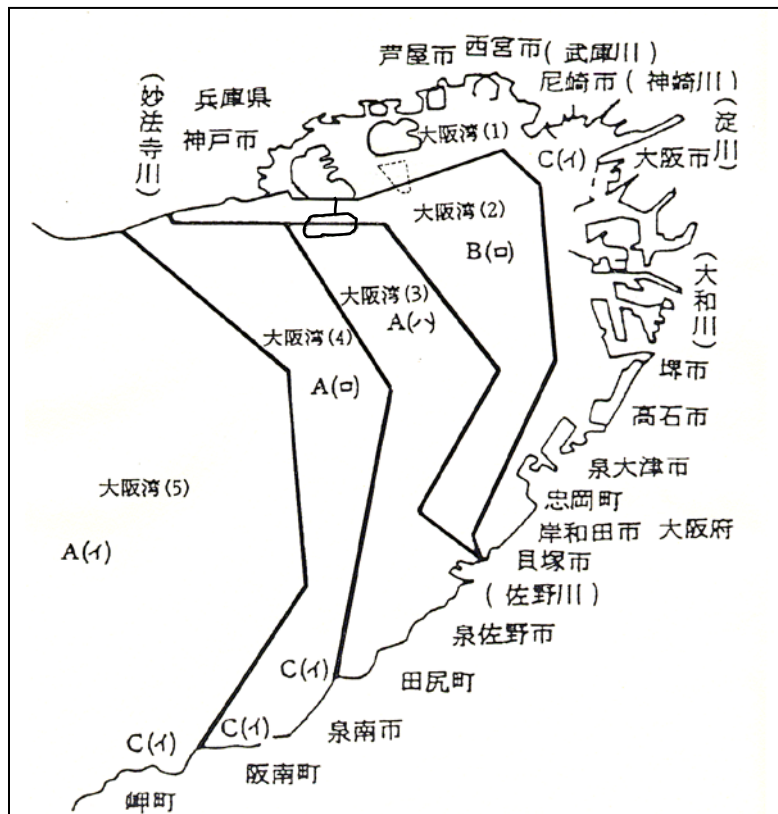 芦屋市 西宮市(武庫川)
尼崎市(神崎川)
(淀川)
(妙法寺川)
兵庫県
神戸市
大阪湾(1)
C(イ)
大阪市
大阪湾(2)
B(ロ)
(大和川)
大阪湾(3)
A(ハ)
大阪湾(4)
A(ロ)
堺市
高石市
泉大津市
忠岡町
大阪湾(5)
A(イ)
岸和田市 大阪府
貝塚市
(佐野川)
泉佐野市
C(イ)
田尻町
C(イ)
泉南市
C(イ)
阪南町
岬町